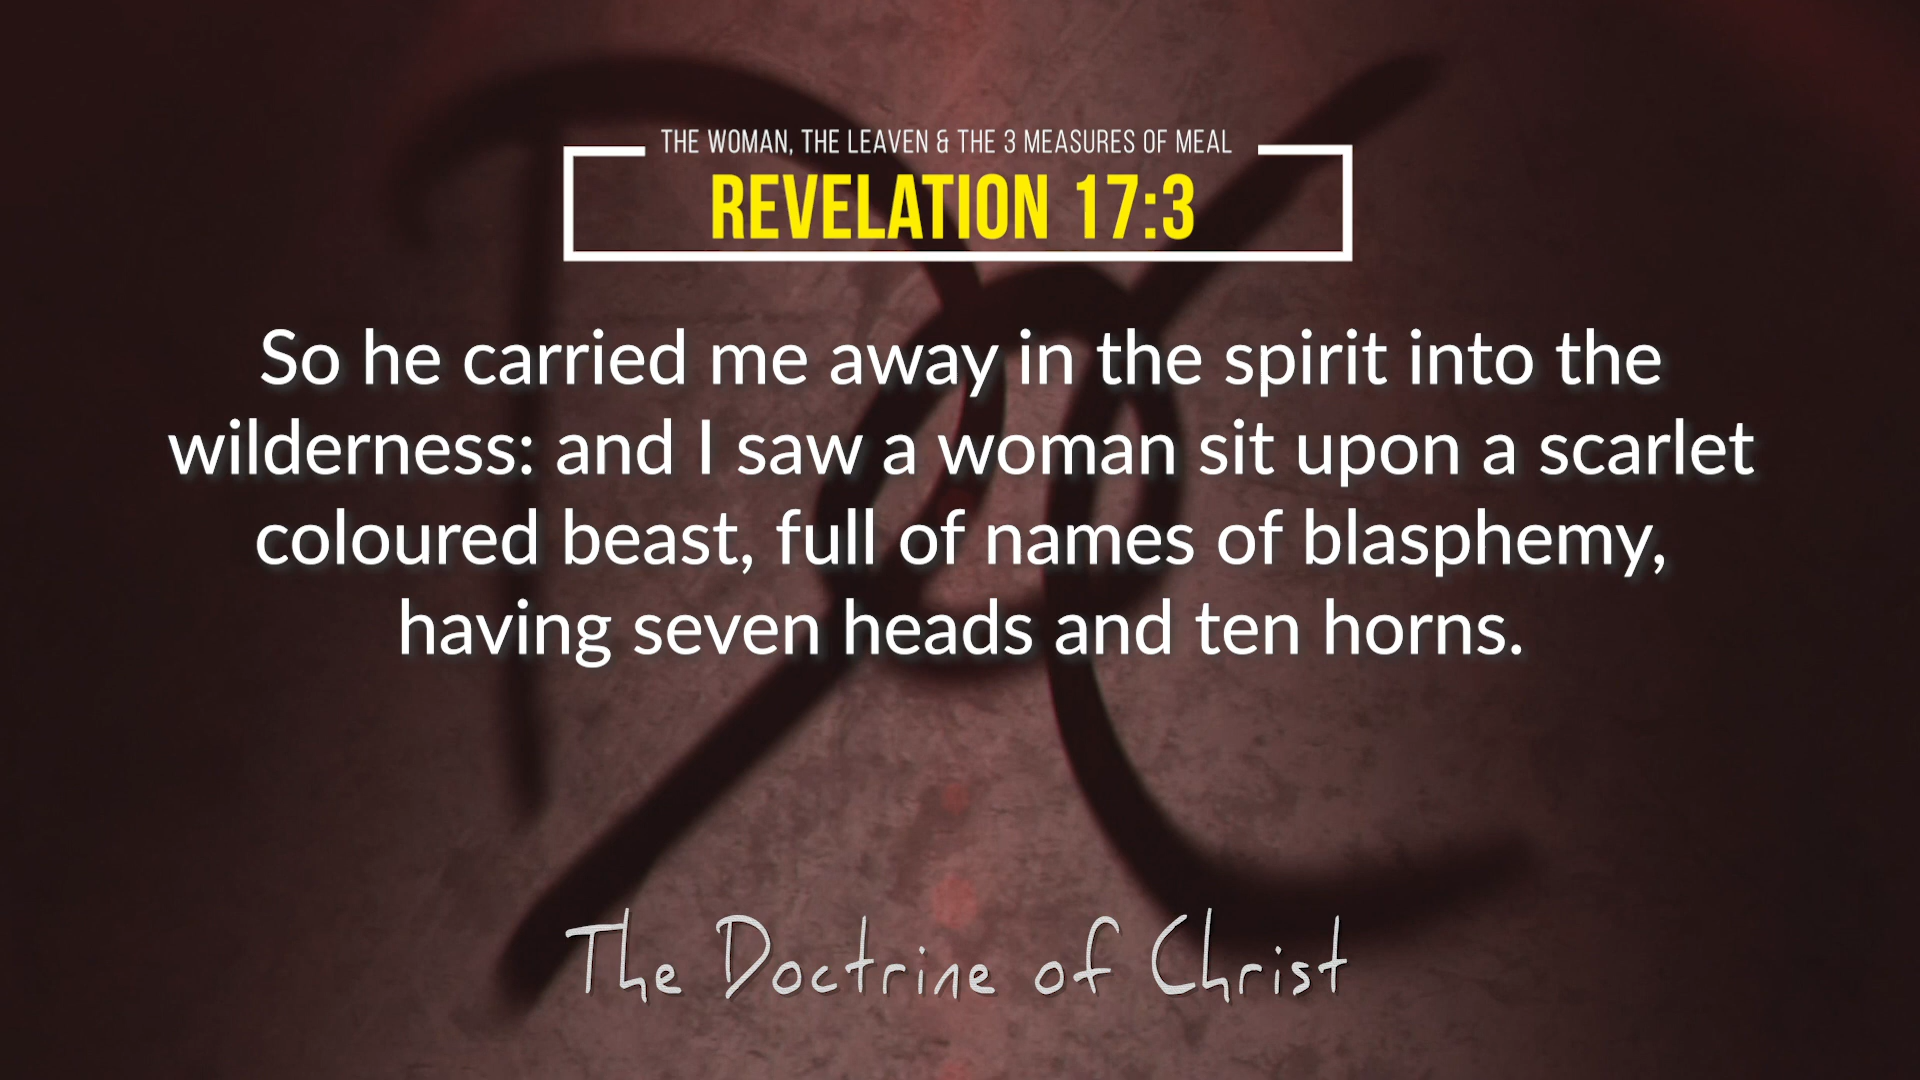 THE WOMAN, THE LEAVEN & THE 3 MEASURES OF MEAL
REVELATION 17:3
So he carried me away in the spirit into the
wilderness: and I saw a woman sit upon a scarlet
coloured beast, full of names of blasphemy,
having seven heads and ten horns.
The Doctrine of Christ